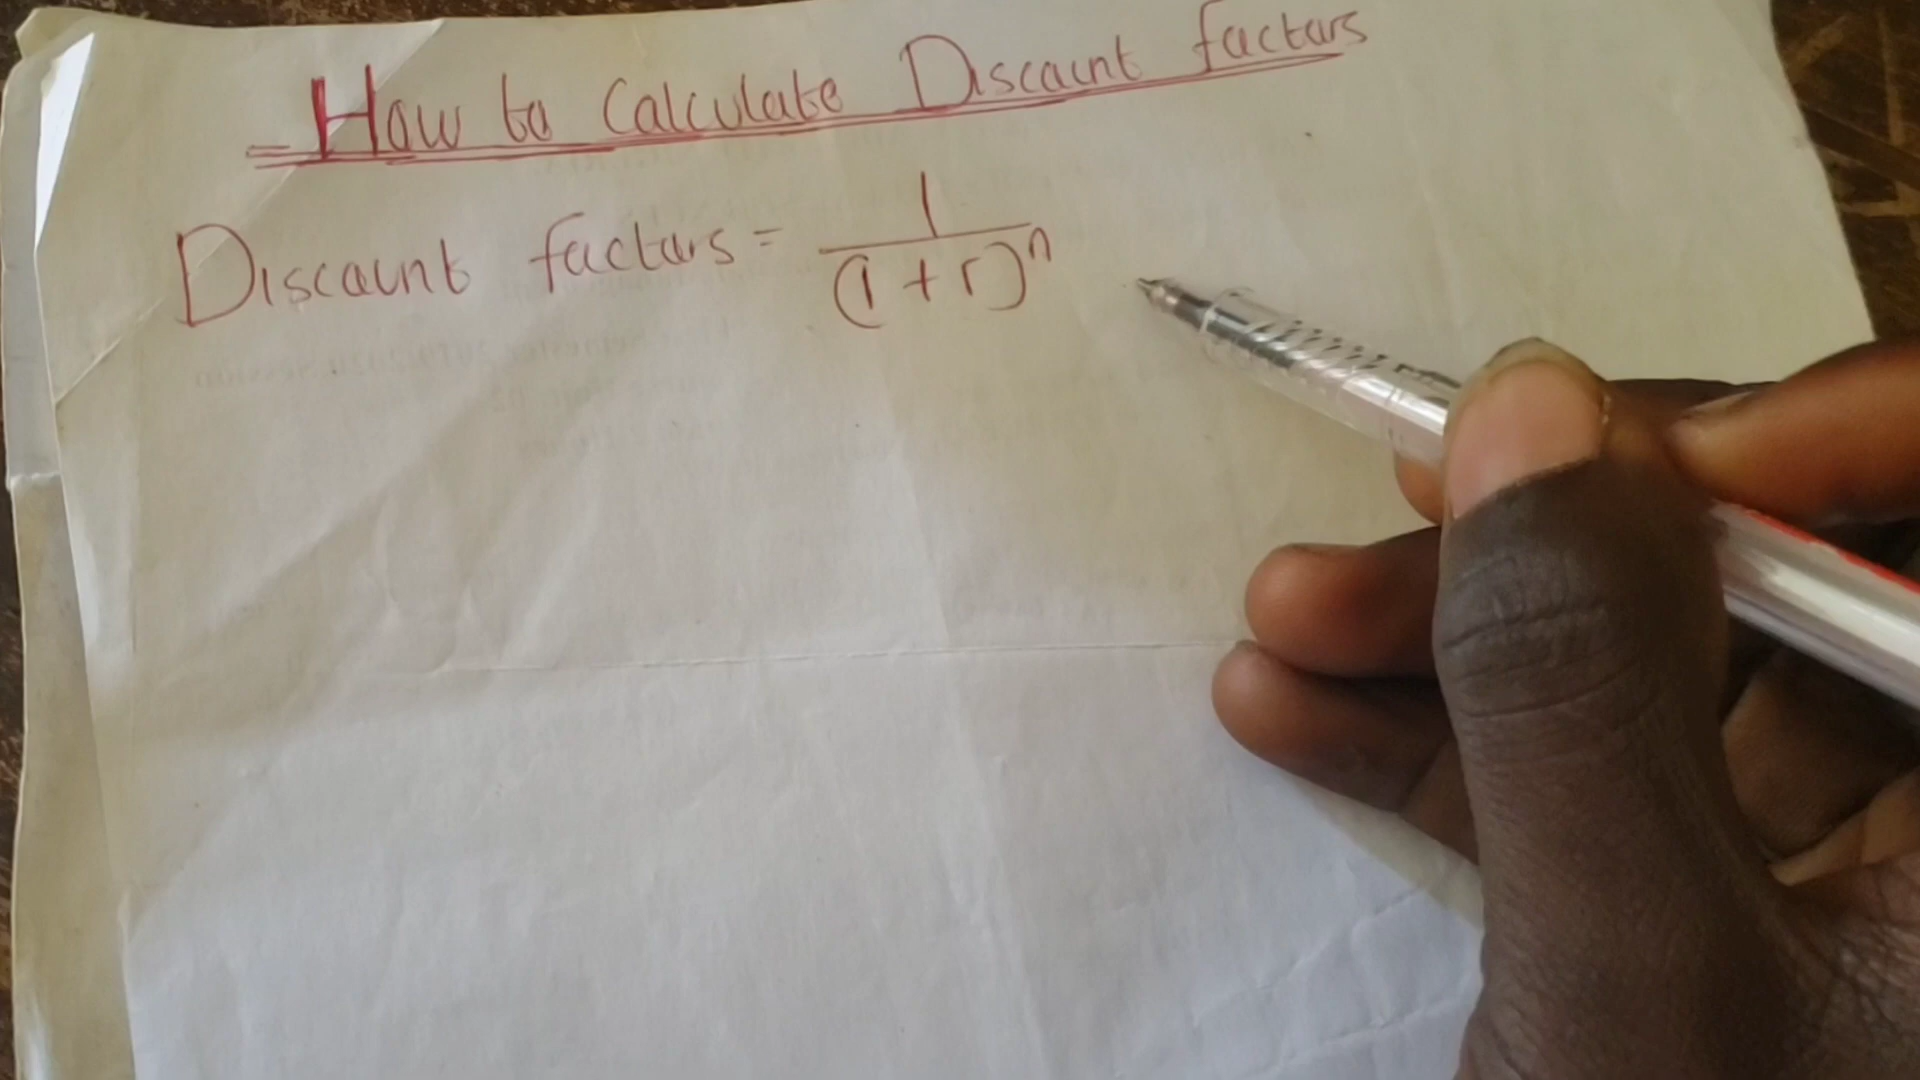 How to Calculate Discount factors
Discount factors = 1/(1+r)^n